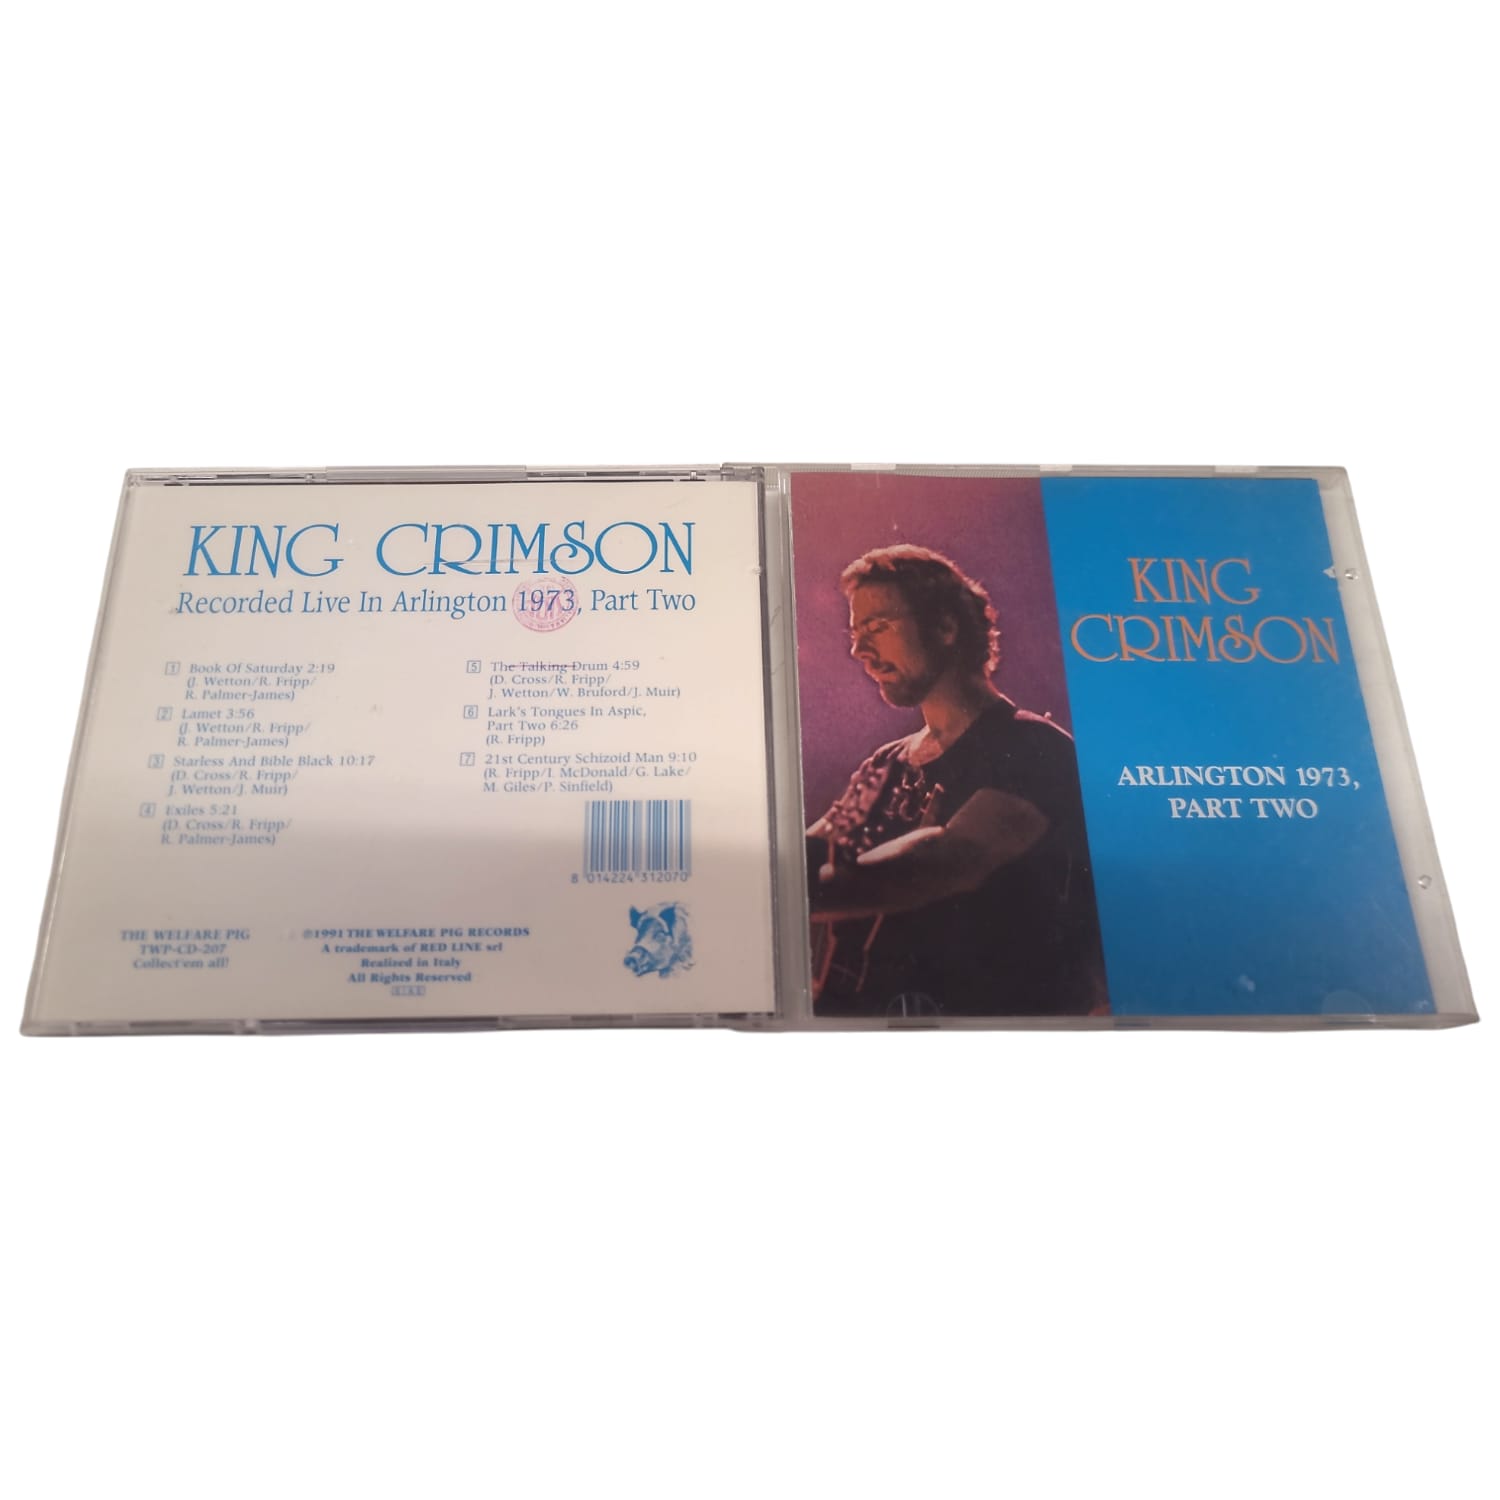 KING CRIMSON
Recorded Live In Arlington 1973, Part Two
1 Book Of Saturday 2:19
(J. Wetton/R. Fripp/
R. Palmer-James)
2 Lamet 3:56
(J. Wetton/R. Fripp/
R. Palmer-James)
3 Starless And Bible Black 10:17
(D. Cross/R. Fripp/
J. Wetton/J. Muir)
4 Exiles 5:21
(D. Cross/R. Fripp/
R. Palmer-James)
5 The Talking Drum 4:59
(D. Cross/R. Fripp/
J. Wetton/W. Bruford/J. Muir)
6 Lark's Tongues In Aspic,
Part Two 6:26
(R. Fripp)
7 21st Century Schizoid Man 9:10
(R. Fripp/I. McDonald/G. Lake/
M. Giles/P. Sinfield)
8 014224 312070
THE WELFARE PIG
TWP-CD-207
Collect'em all!
℗1991 THE WELFARE PIG RECORDS
A trademark of RED LINE srl
Realized in Italy
All Rights Reserved
KING
CRIMSON
ARLINGTON 1973,
PART TWO